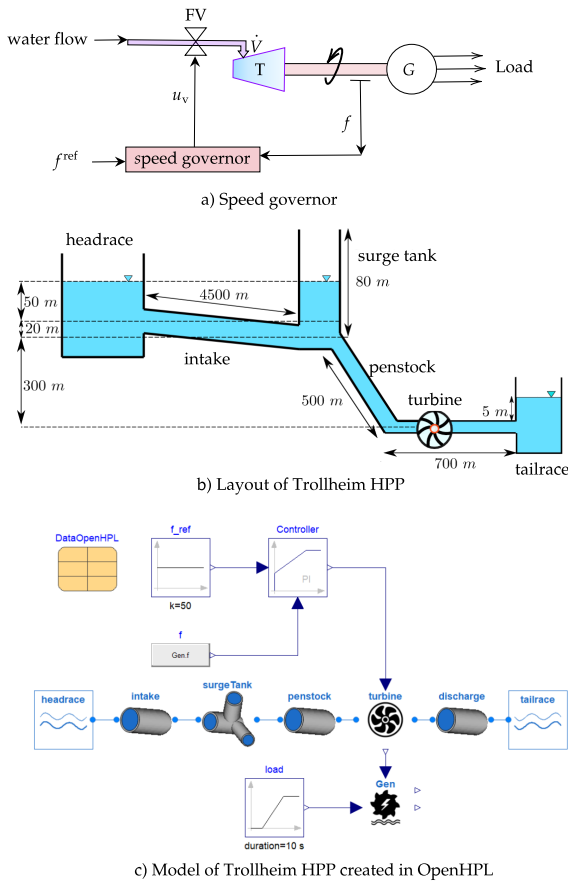 FV
water flow
V̇
T
G
Load
u_v
f
f^ref
speed governor
a) Speed governor
headrace
surge tank
80 m
50 m
4500 m
20 m
intake
penstock
300 m
turbine
500 m
5 m
700 m
tailrace
b) Layout of Trollheim HPP
f_ref
Controller
DataOpenHPL
PI
k=50
f
Gen.f
headrace
intake
surgeTank
penstock
turbine
discharge
tailrace
load
Gen
duration=10 s
c) Model of Trollheim HPP created in OpenHPL